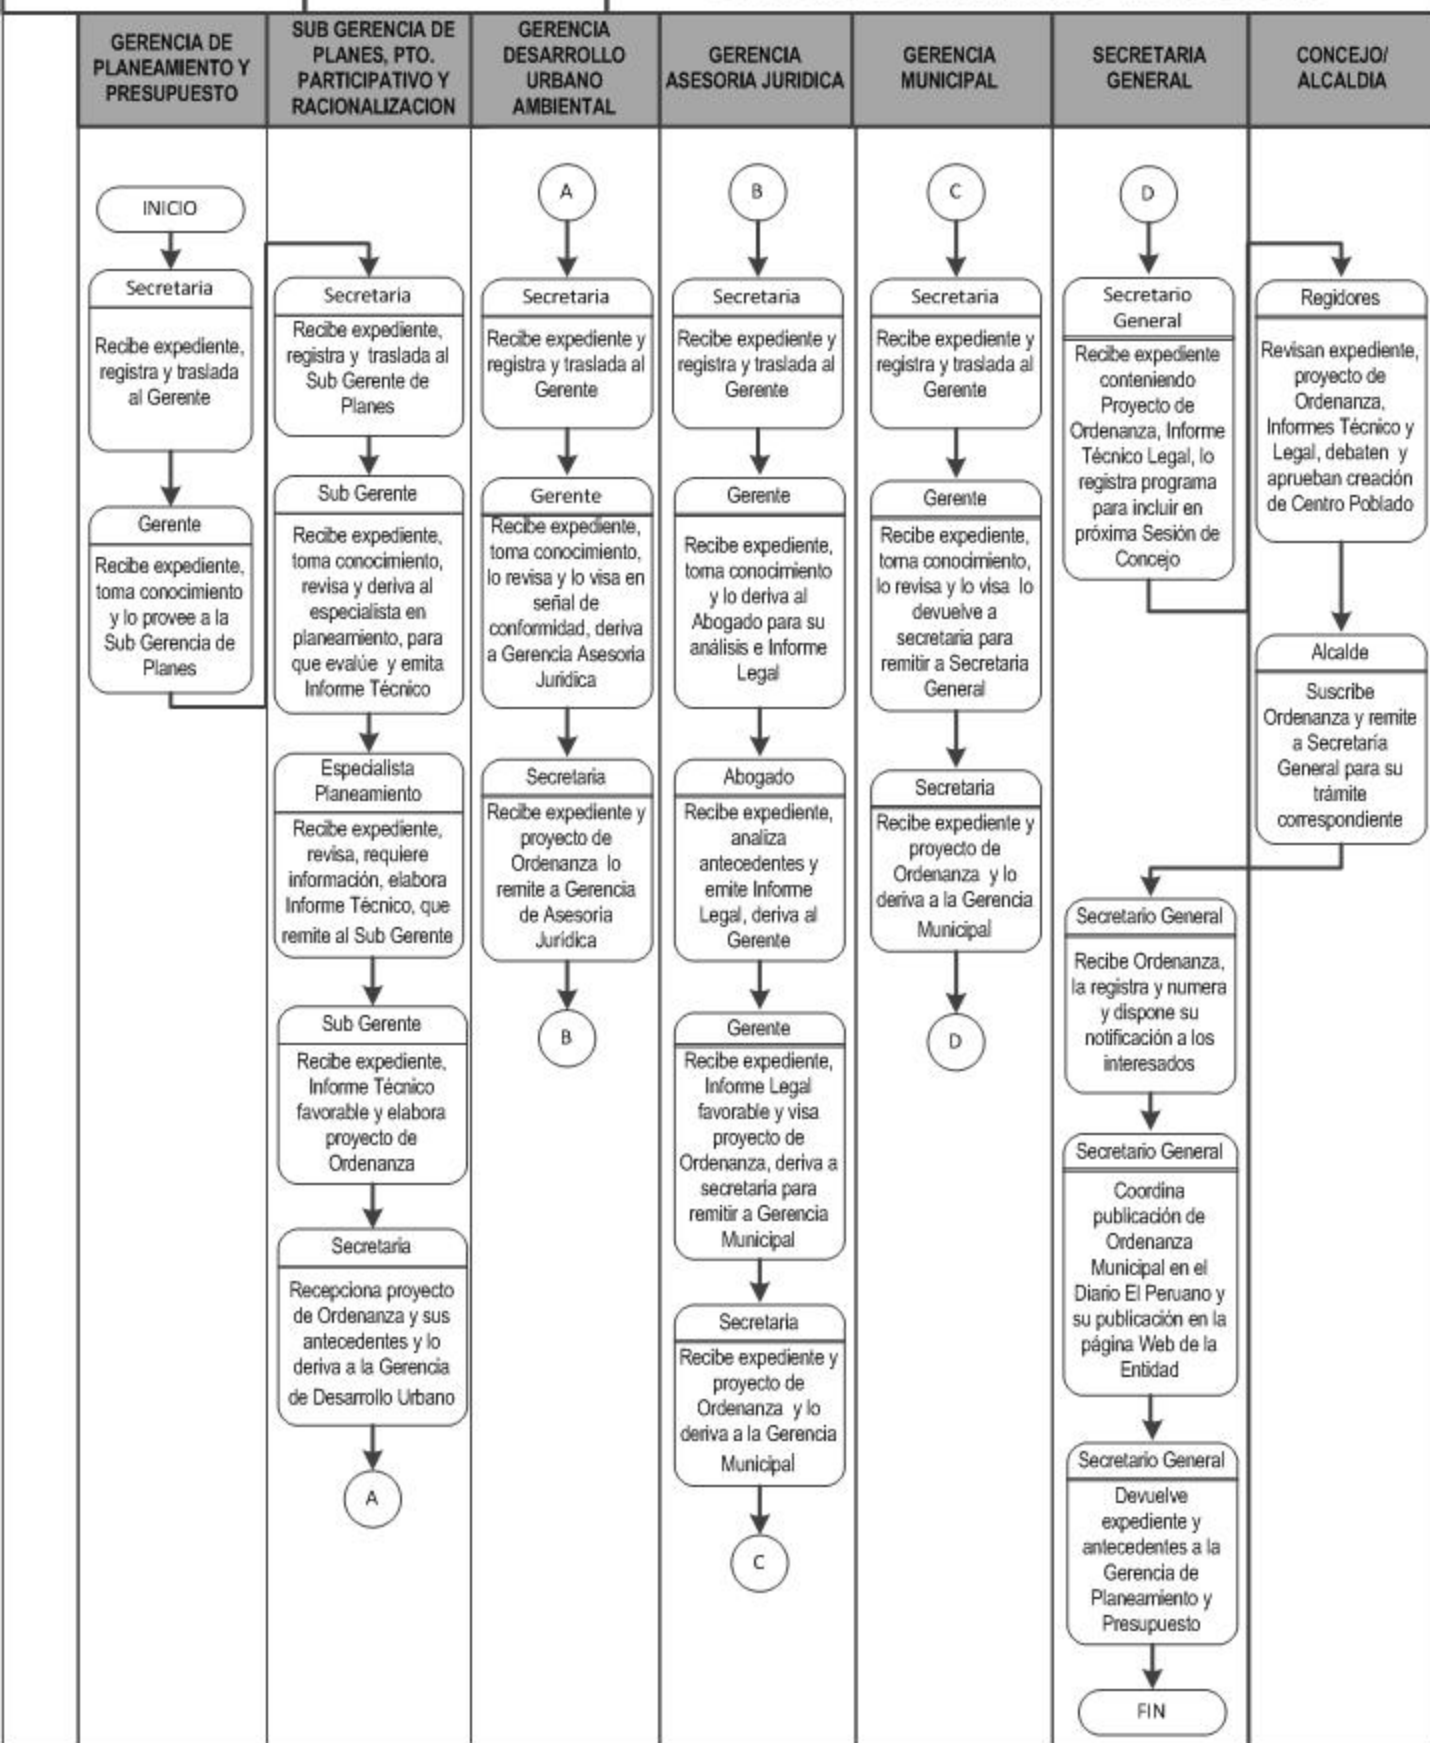 GERENCIA DE
PLANEAMIENTO Y
PRESUPUESTO
SUB GERENCIA DE
PLANES, PTO.
PARTICIPATIVO Y
RACIONALIZACION
GERENCIA
DESARROLLO
URBANO
AMBIENTAL
GERENCIA
ASESORIA JURIDICA
GERENCIA
MUNICIPAL
SECRETARIA
GENERAL
CONCEJO/
ALCALDIA
INICIO
Secretaria
Recibe expediente,
registra y traslada
al Gerente
Gerente
Recibe expediente,
toma conocimiento
y lo provee a la
Sub Gerencia de
Planes
Secretaria
Recibe expediente,
registra y traslada al
Sub Gerente de
Planes
Sub Gerente
Recibe expediente,
toma conocimiento,
revisa y deriva al
especialista en
planeamiento, para
que evalúe y emita
Informe Técnico
Especialista
Planeamiento
Recibe expediente,
revisa, requiere
información, elabora
Informe Técnico, que
remite al Sub Gerente
Sub Gerente
Recibe expediente,
Informe Técnico
favorable y elabora
proyecto de
Ordenanza
Secretaria
Recepciona proyecto
de Ordenanza y sus
antecedentes y lo
deriva a la Gerencia
de Desarrollo Urbano
A
A
Secretaria
Recibe expediente y
registra y traslada al
Gerente
Gerente
Recibe expediente,
toma conocimiento,
lo revisa y lo visa en
señal de
conformidad, deriva
a Gerencia Asesoria
Juridica
Secretaria
Recibe expediente y
proyecto de
Ordenanza lo
remite a Gerencia
de Asesoria
Jurídica
B
B
Secretaria
Recibe expediente y
registra y traslada al
Gerente
Gerente
Recibe expediente,
toma conocimiento
y lo deriva al
Abogado para su
análisis e Informe
Legal
Abogado
Recibe expediente,
analiza
antecedentes y
emite Informe
Legal, deriva al
Gerente
Gerente
Recibe expediente,
Informe Legal
favorable y visa
proyecto de
Ordenanza, deriva a
secretaria para
remitir a Gerencia
Municipal
Secretaria
Recibe expediente y
proyecto de
Ordenanza y lo
deriva a la Gerencia
Municipal
C
C
Secretaria
Recibe expediente y
registra y traslada al
Gerente
Gerente
Recibe expediente,
toma conocimiento,
lo revisa y lo visa lo
devuelve a
secretaria para
remitir a Secretaria
General
Secretaria
Recibe expediente y
proyecto de
Ordenanza y lo
deriva a la Gerencia
Municipal
D
D
Secretario
General
Recibe expediente
conteniendo
Proyecto de
Ordenanza, Informe
Técnico Legal, lo
registra programa
para incluir en
próxima Sesión de
Concejo
Regidores
Revisan expediente,
proyecto de
Ordenanza,
Informes Técnico y
Legal, debaten y
aprueban creación
de Centro Poblado
Alcalde
Suscribe
Ordenanza y remite
a Secretaría
General para su
trámite
correspondiente
Secretario General
Recibe Ordenanza,
la registra y numera
y dispone su
notificación a los
interesados
Secretario General
Coordina
publicación de
Ordenanza
Municipal en el
Diario El Peruano y
su publicación en la
página Web de la
Entidad
Secretario General
Devuelve
expediente y
antecedentes a la
Gerencia de
Planeamiento y
Presupuesto
FIN